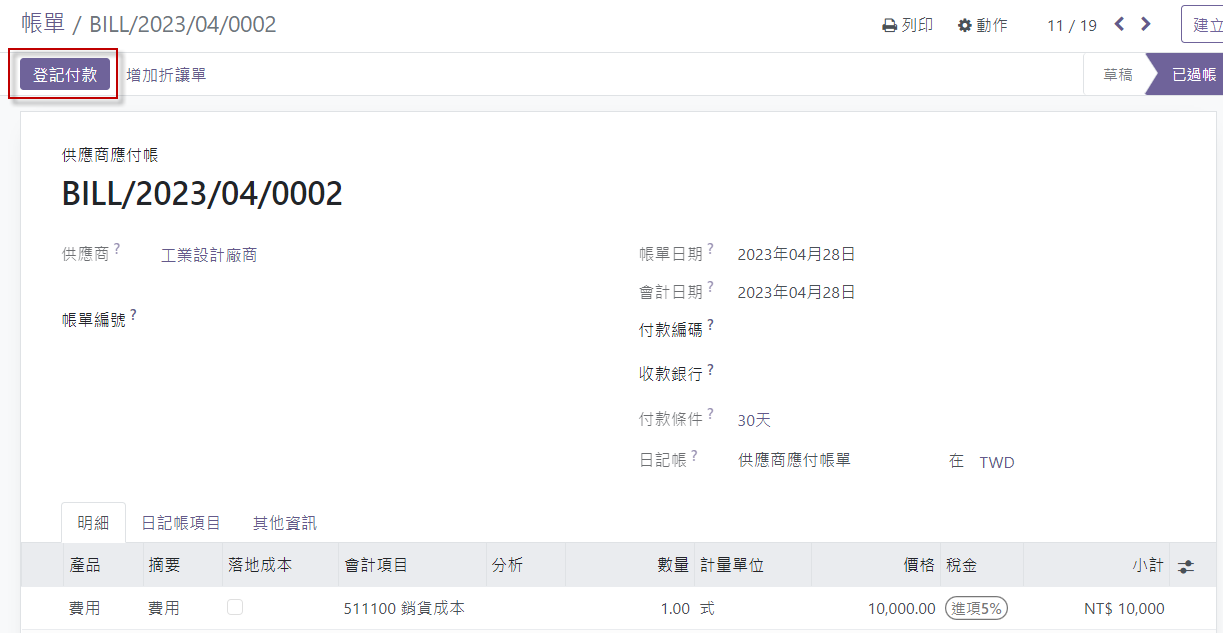 帳單 / BILL/2023/04/0002 列印 動作 11 / 19 建立
登記付款 增加折讓單 草稿 已過帳
供應商應付帳
BILL/2023/04/0002
供應商 ? 工業設計廠商 帳單日期 ? 2023年04月28日
會計日期 ? 2023年04月28日
帳單編號 ? 付款編碼 ?
收款銀行 ?
付款條件 ? 30天
日記帳 ? 供應商應付帳單 在 TWD
明細 日記帳項目 其他資訊
產品 摘要 落地成本 會計項目 分析 數量 計量單位 價格 稅金 小計
費用 費用 511100 銷貨成本 1.00 式 10,000.00 進項5% NT$ 10,000